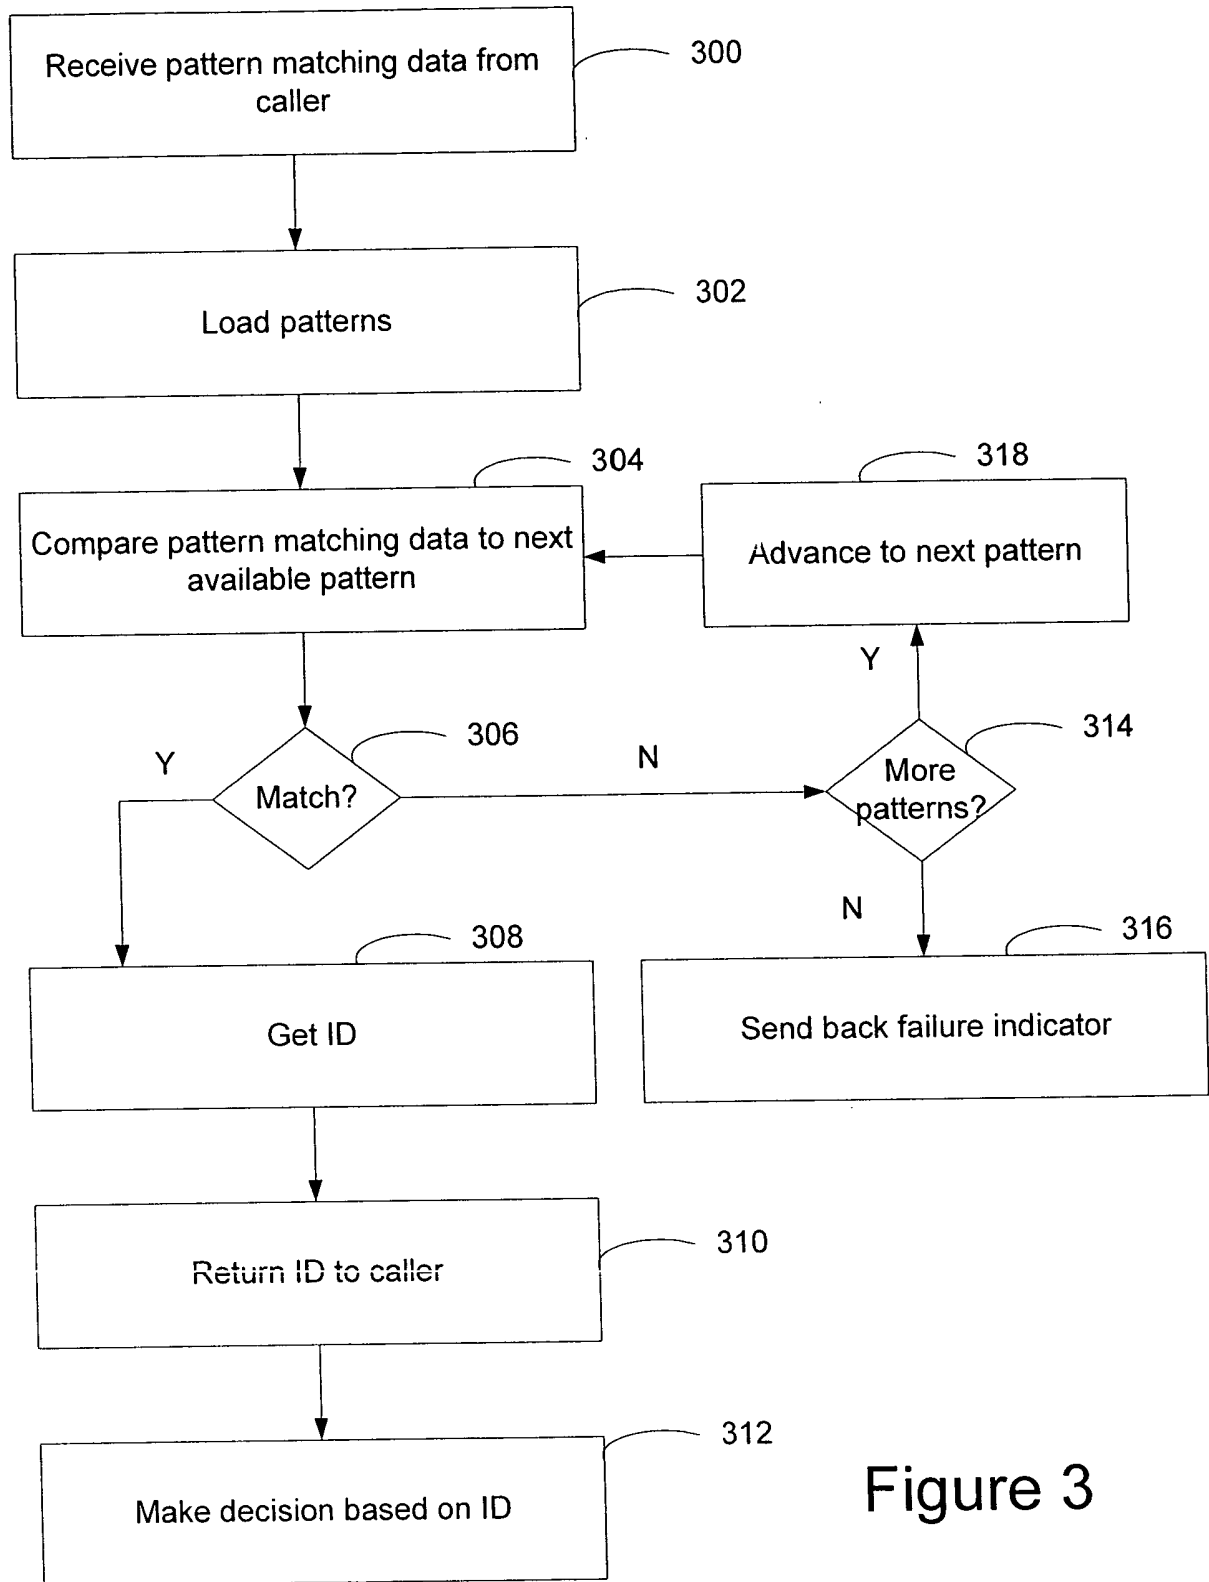 Receive pattern matching data from
caller
300
Load patterns
302
304
Compare pattern matching data to next
available pattern
318
Advance to next pattern
Y
306
Match?
Y
N
314
More
patterns?
N
308
Get ID
316
Send back failure indicator
310
Return ID to caller
312
Make decision based on ID
Figure 3